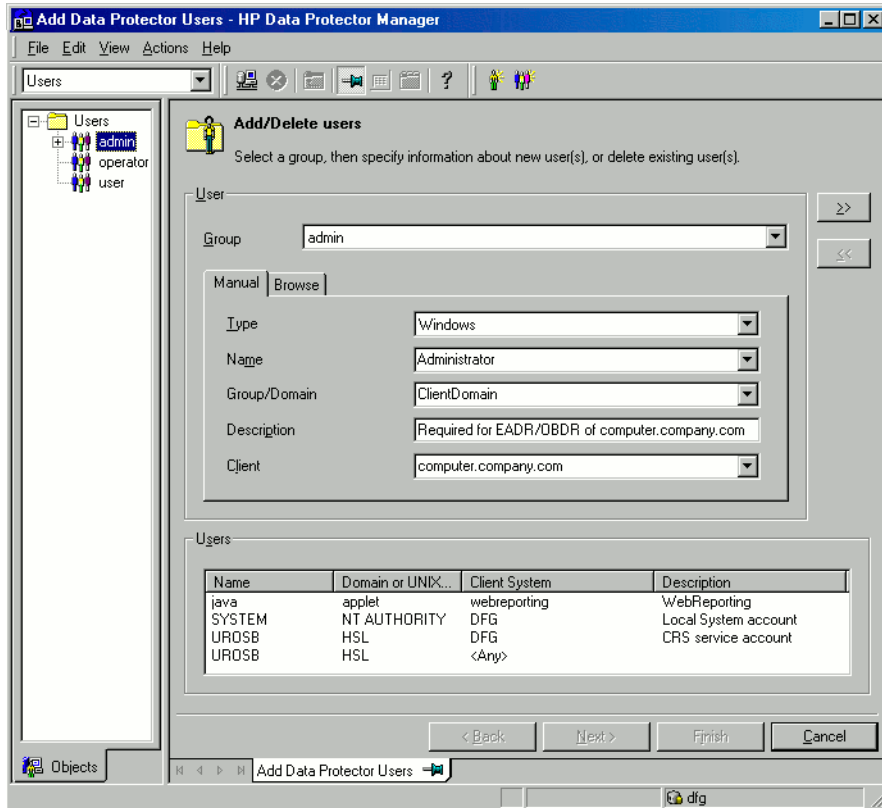 Add Data Protector Users - HP Data Protector Manager
File Edit View Actions Help
Users
Users
admin
operator
user
Add/Delete users
Select a group, then specify information about new user(s), or delete existing user(s).
User
>>
Group admin
<<
Manual Browse
Type Windows
Name Administrator
Group/Domain ClientDomain
Description Required for EADR/OBDR of computer.company.com
Client computer.company.com
Users
Name Domain or UNIX... Client System Description
java applet webreporting WebReporting
SYSTEM NT AUTHORITY DFG Local System account
UROSB HSL DFG CRS service account
UROSB HSL <Any>
< Back Next > Finish Cancel
Objects Add Data Protector Users
dfg